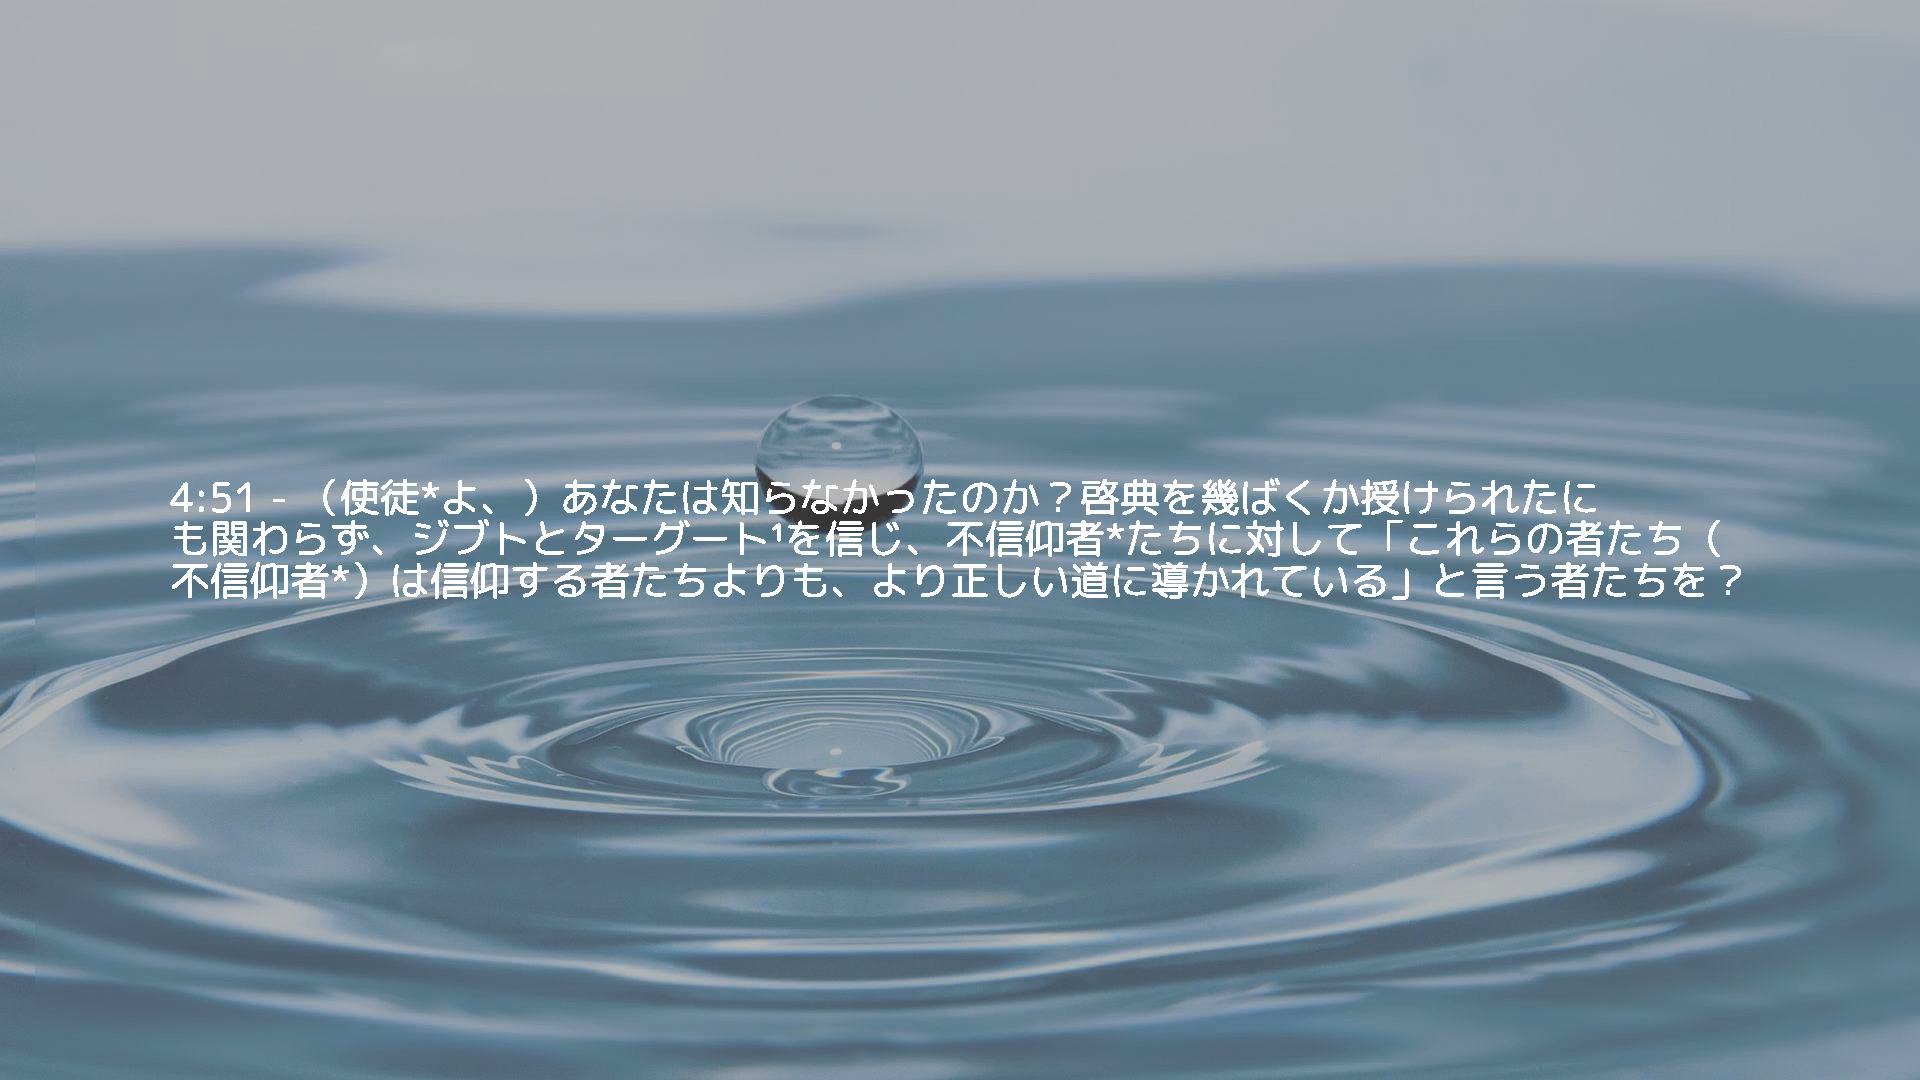 4:51 - （使徒*よ、）あなたは知らなかったのか？啓典を幾ばくか授けられたに
も関わらず、ジブトとターグート¹を信じ、不信仰者*たちに対して「これらの者たち（
不信仰者*）は信仰する者たちよりも、より正しい道に導かれている」と言う者たちを？